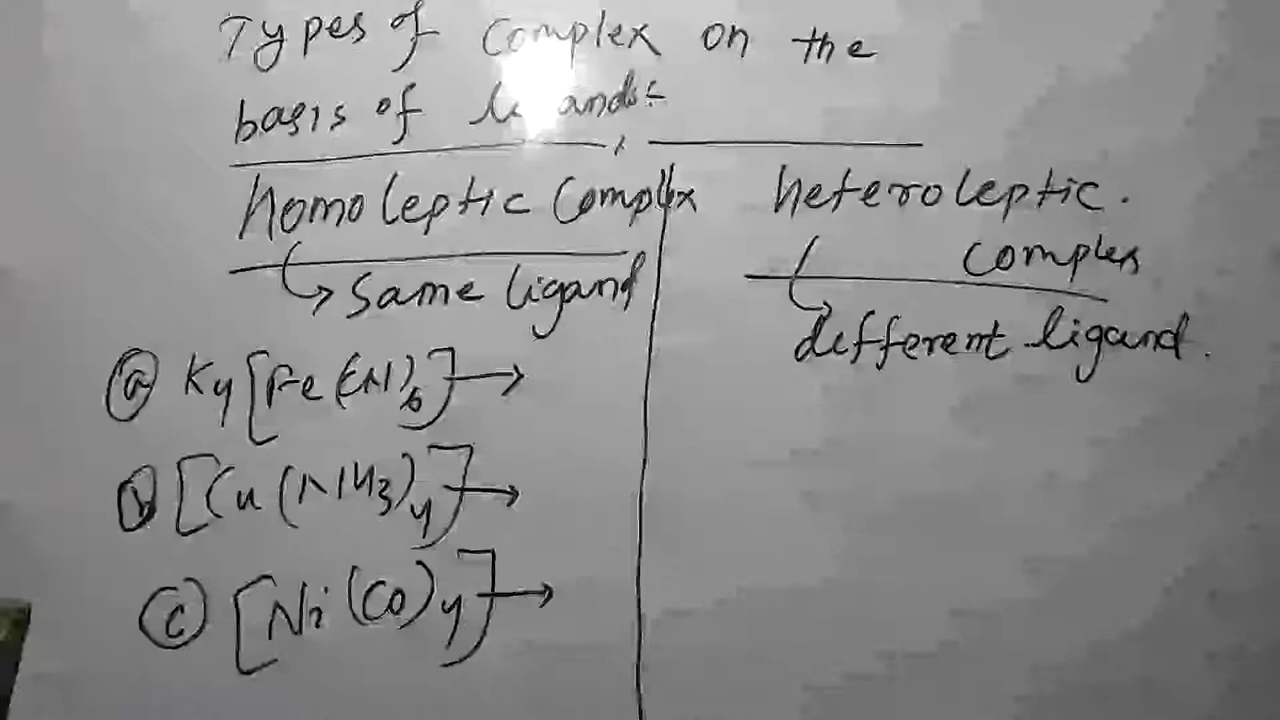 Types of Complex on the
basis of ligands:
homoleptic Complex
Same ligand
(a) K4[Fe(CN)6] →
(b) [Cu(NH3)4] →
(c) [Ni(CO)4] →
heteroleptic.
complex
different ligand.